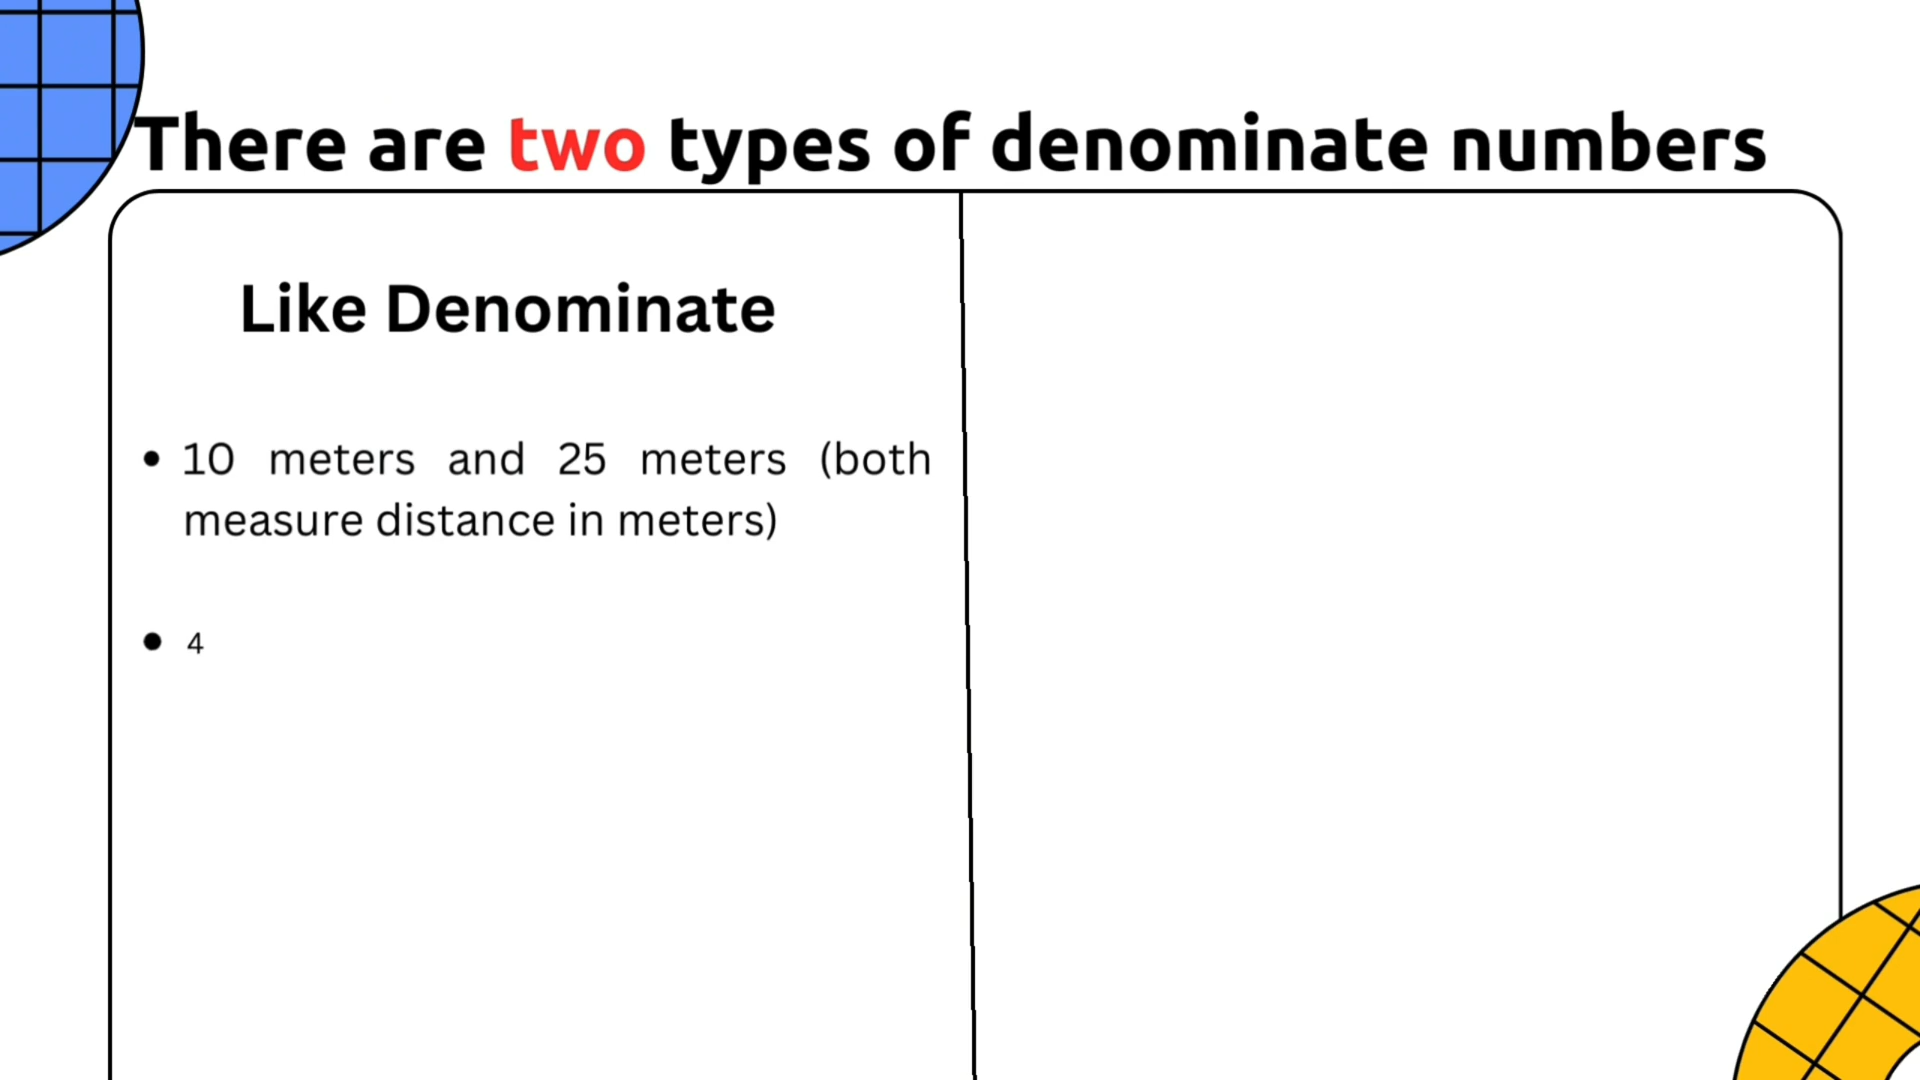 There are two types of denominate numbers
Like Denominate
• 10 meters and 25 meters (both
measure distance in meters)
• 4